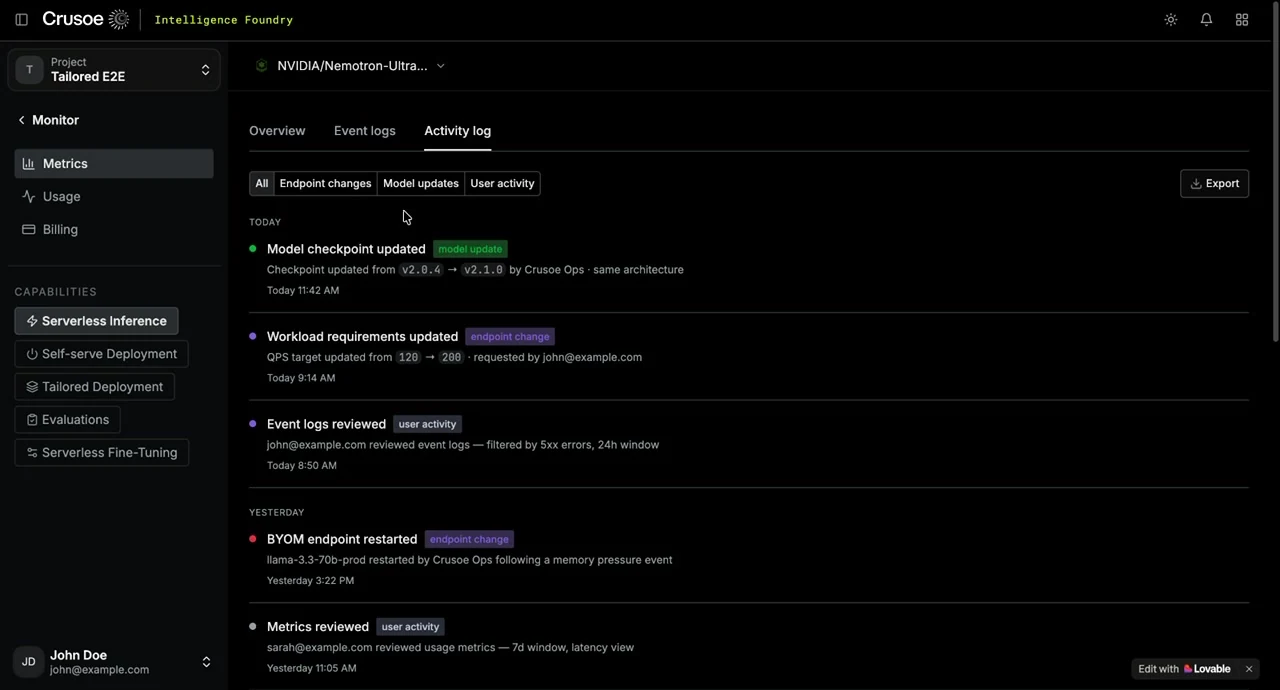 Crusoe
Intelligence Foundry
T
Project
Tailored E2E
NVIDIA/Nemotron-Ultra...
Monitor
Metrics
Usage
Billing
CAPABILITIES
Serverless Inference
Self-serve Deployment
Tailored Deployment
Evaluations
Serverless Fine-Tuning
JD
John Doe
john@example.com
Overview Event logs Activity log
All Endpoint changes Model updates User activity
Export
TODAY
Model checkpoint updated model update
Checkpoint updated from v2.0.4 → v2.1.0 by Crusoe Ops · same architecture
Today 11:42 AM
Workload requirements updated endpoint change
QPS target updated from 120 → 200 · requested by john@example.com
Today 9:14 AM
Event logs reviewed user activity
john@example.com reviewed event logs — filtered by 5xx errors, 24h window
Today 8:50 AM
YESTERDAY
BYOM endpoint restarted endpoint change
llama-3.3-70b-prod restarted by Crusoe Ops following a memory pressure event
Yesterday 3:22 PM
Metrics reviewed user activity
sarah@example.com reviewed usage metrics — 7d window, latency view
Yesterday 11:05 AM
Edit with Lovable ×